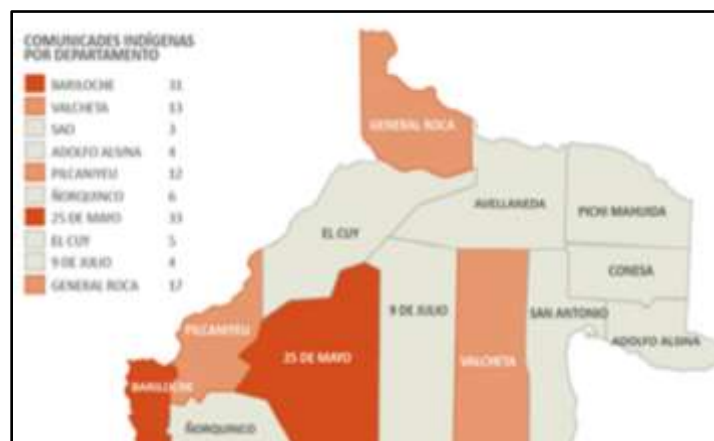 COMUNICADES INDÍGENAS
POR DEPARTAMENTO
BARILOCHE 31
VALCHETA 13
SAO 3
ADOLFO ALSINA 4
PILCANIYEU 12
ÑORQUINCO 6
25 DE MAYO 33
EL CUY 5
9 DE JULIO 4
GENERAL ROCA 17
GENERAL ROCA
AVELLANEDA
PICHI MAHUIDA
EL CUY
CONESA
9 DE JULIO
SAN ANTONIO
PILCANIYEU
ADOLFO ALSINA
25 DE MAYO
VALCHETA
BARILOCHE
ÑORQUINCO